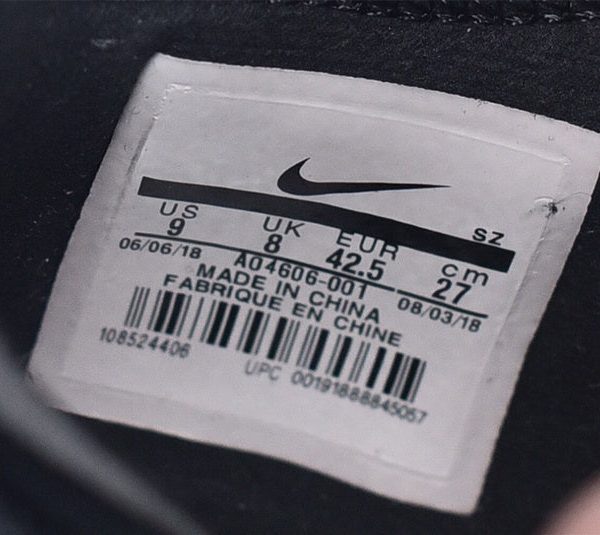 SZ
US UK EUR cm
9 8 42.5 27
06/06/18 A04606-001 08/03/18
MADE IN CHINA
FABRIQUE EN CHINE
108524406
UPC 00191888845057